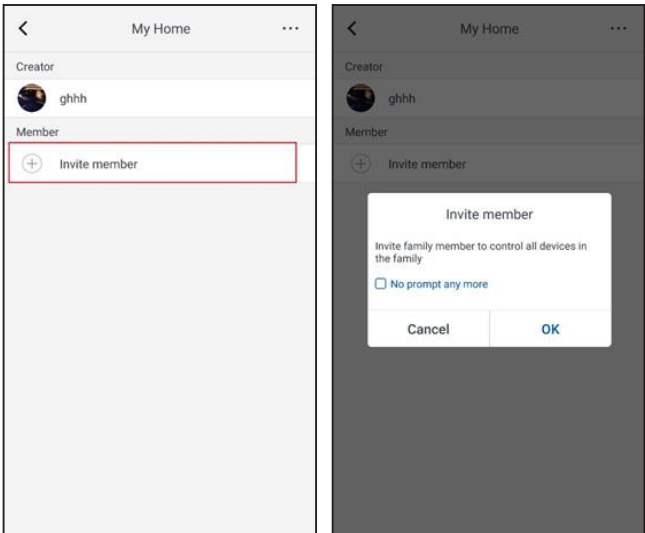 My Home
Creator
ghhh
Member
Invite member
My Home
Creator
ghhh
Member
Invite member
Invite member
Invite family member to control all devices in
the family
No prompt any more
Cancel OK